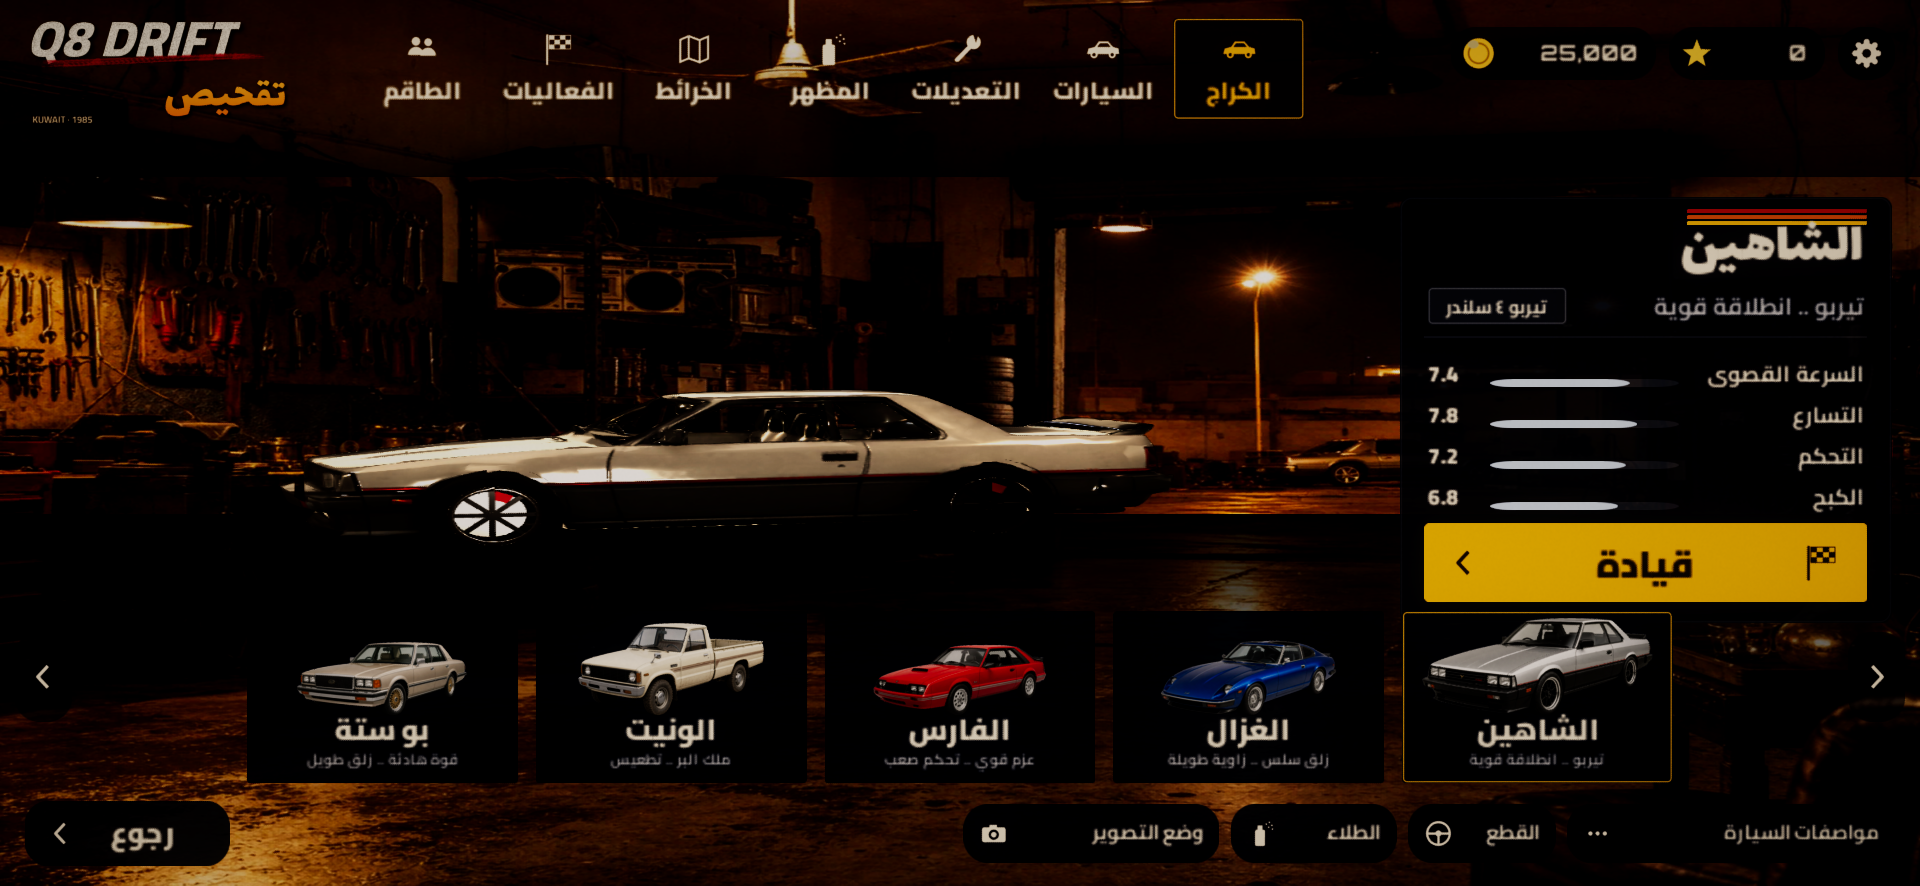 Q8 DRIFT
تفحيص
KUWAIT · 1985
الكراج
السيارات
التعديلات
المظهر
الخرائط
الفعاليات
الطاقم
25,000
0
الشاهين
تيربو .. انطلاقة قوية
تيربو ٤ سلندر
السرعة القصوى 7.4
التسارع 7.8
التحكم 7.2
الكبح 6.8
قيادة
الشاهين
تيربو .. انطلاقة قوية
الغزال
زلق سلس .. زاوية طويلة
الفارس
عزم قوي .. تحكم صعب
الونيت
ملك البر .. تطعيس
بو ستة
قوة هادئة .. زلق طويل
مواصفات السيارة
القطع
الطلاء
وضع التصوير
رجوع